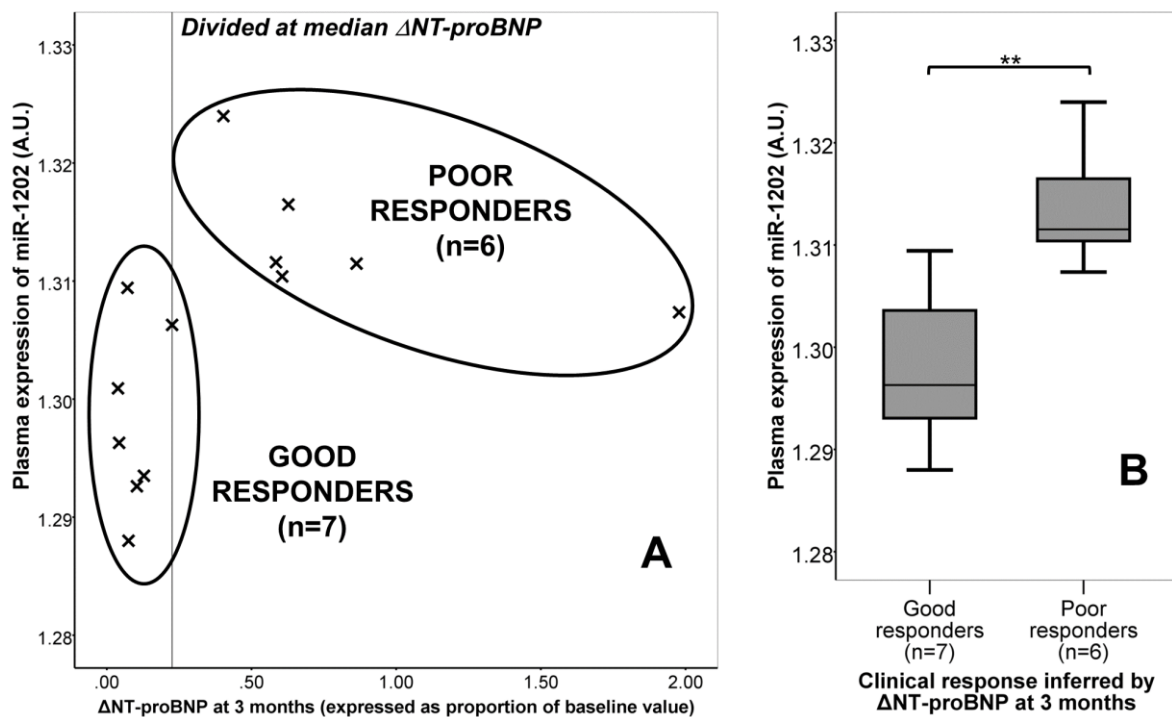 Divided at median ΔNT-proBNP
Plasma expression of miR-1202 (A.U.)
1.33
1.32
1.31
1.30
1.29
1.28
POOR
RESPONDERS
(n=6)
GOOD
RESPONDERS
(n=7)
A
.00 .50 1.00 1.50 2.00
ΔNT-proBNP at 3 months (expressed as proportion of baseline value)
Plasma expression of miR-1202 (A.U.)
1.33
1.32
1.31
1.30
1.29
1.28
**
B
Good
responders
(n=7)
Poor
responders
(n=6)
Clinical response inferred by
ΔNT-proBNP at 3 months